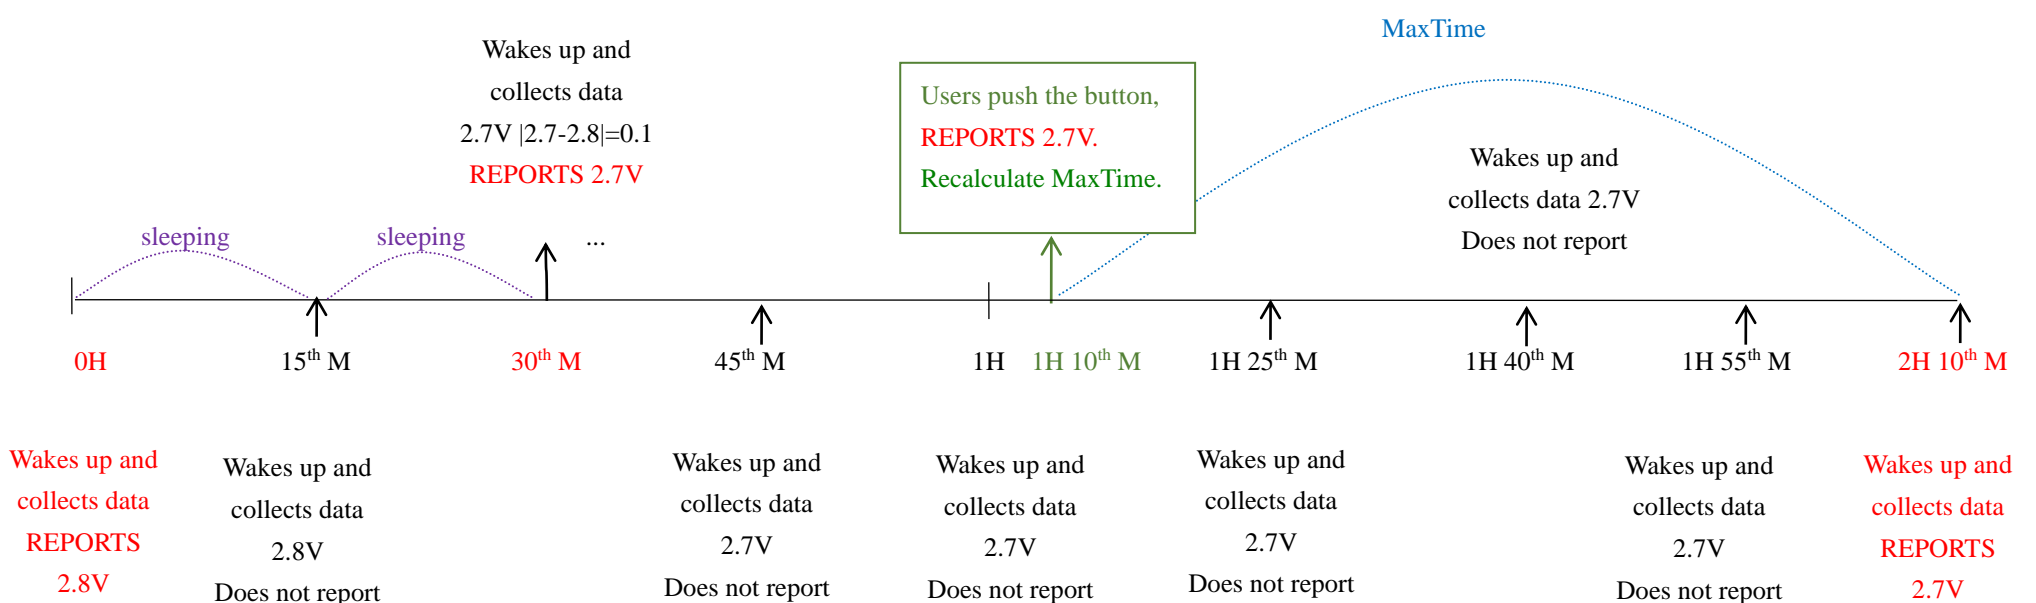 MaxTime
Wakes up and
collects data
2.7V |2.7-2.8|=0.1
REPORTS 2.7V
Users push the button,
REPORTS 2.7V.
Recalculate MaxTime.
Wakes up and
collects data 2.7V
Does not report
sleeping
sleeping
...
0H
15th M
30th M
45th M
1H
1H 10th M
1H 25th M
1H 40th M
1H 55th M
2H 10th M
Wakes up and
collects data
REPORTS
2.8V
Wakes up and
collects data
2.8V
Does not report
Wakes up and
collects data
2.7V
Does not report
Wakes up and
collects data
2.7V
Does not report
Wakes up and
collects data
2.7V
Does not report
Wakes up and
collects data
2.7V
Does not report
Wakes up and
collects data
REPORTS
2.7V